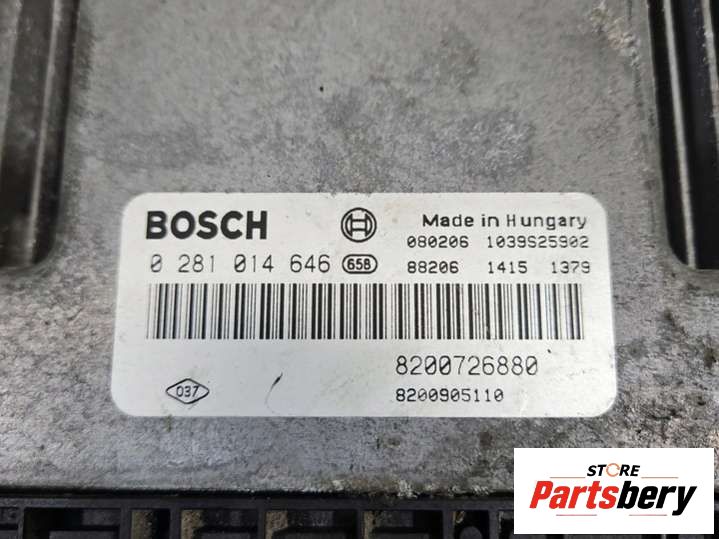 BOSCH
Made in Hungary
080206 1039S25902
0 281 014 646 658
88206 1415 1379
8200726880
037
8200905110
STORE
Partsbery